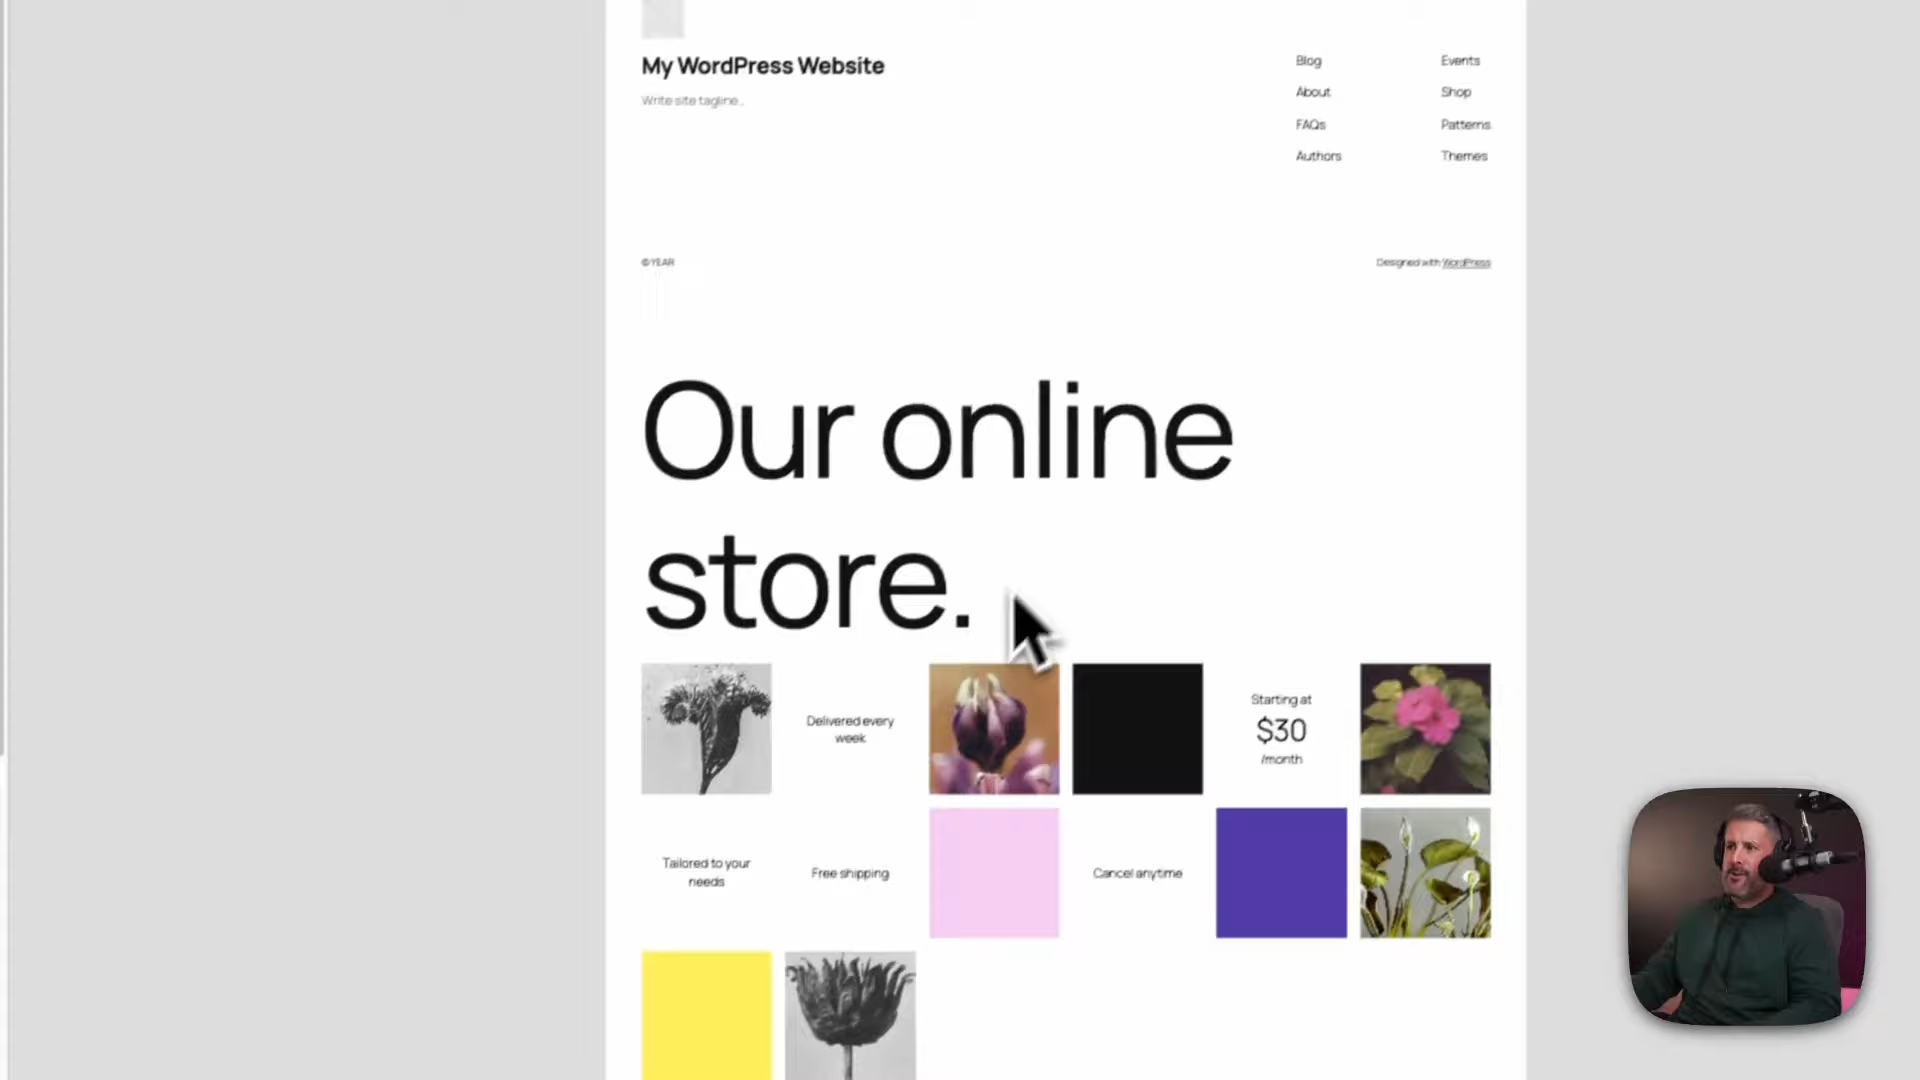 My WordPress Website
Write site tagline...
Blog
About
FAQs
Authors
Events
Shop
Patterns
Themes
© YEAR
Designed with WordPress
Our online
store.
Delivered every
week
Starting at
$30
/month
Tailored to your
needs
Free shipping
Cancel anytime